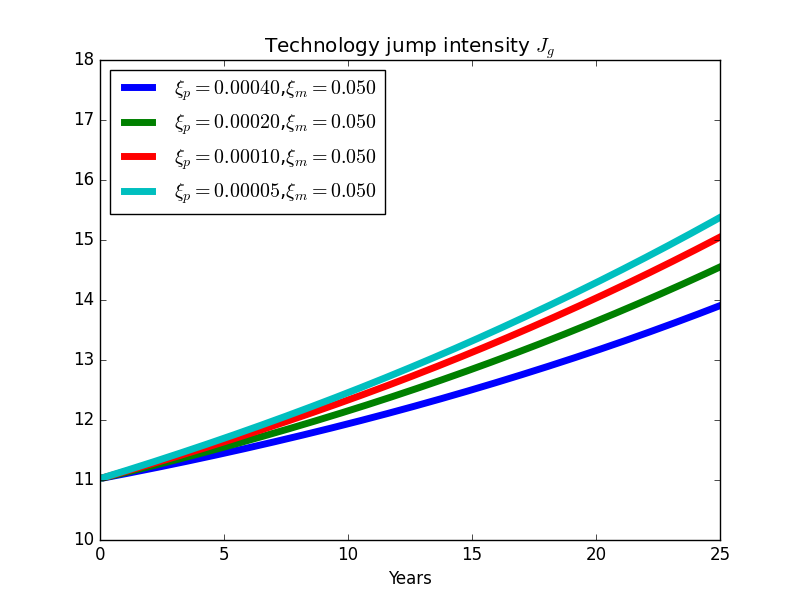 Technology jump intensity J_g
ξ_p = 0.00040,ξ_m = 0.050
ξ_p = 0.00020,ξ_m = 0.050
ξ_p = 0.00010,ξ_m = 0.050
ξ_p = 0.00005,ξ_m = 0.050
18
17
16
15
14
13
12
11
10
0 5 10 15 20 25
Years